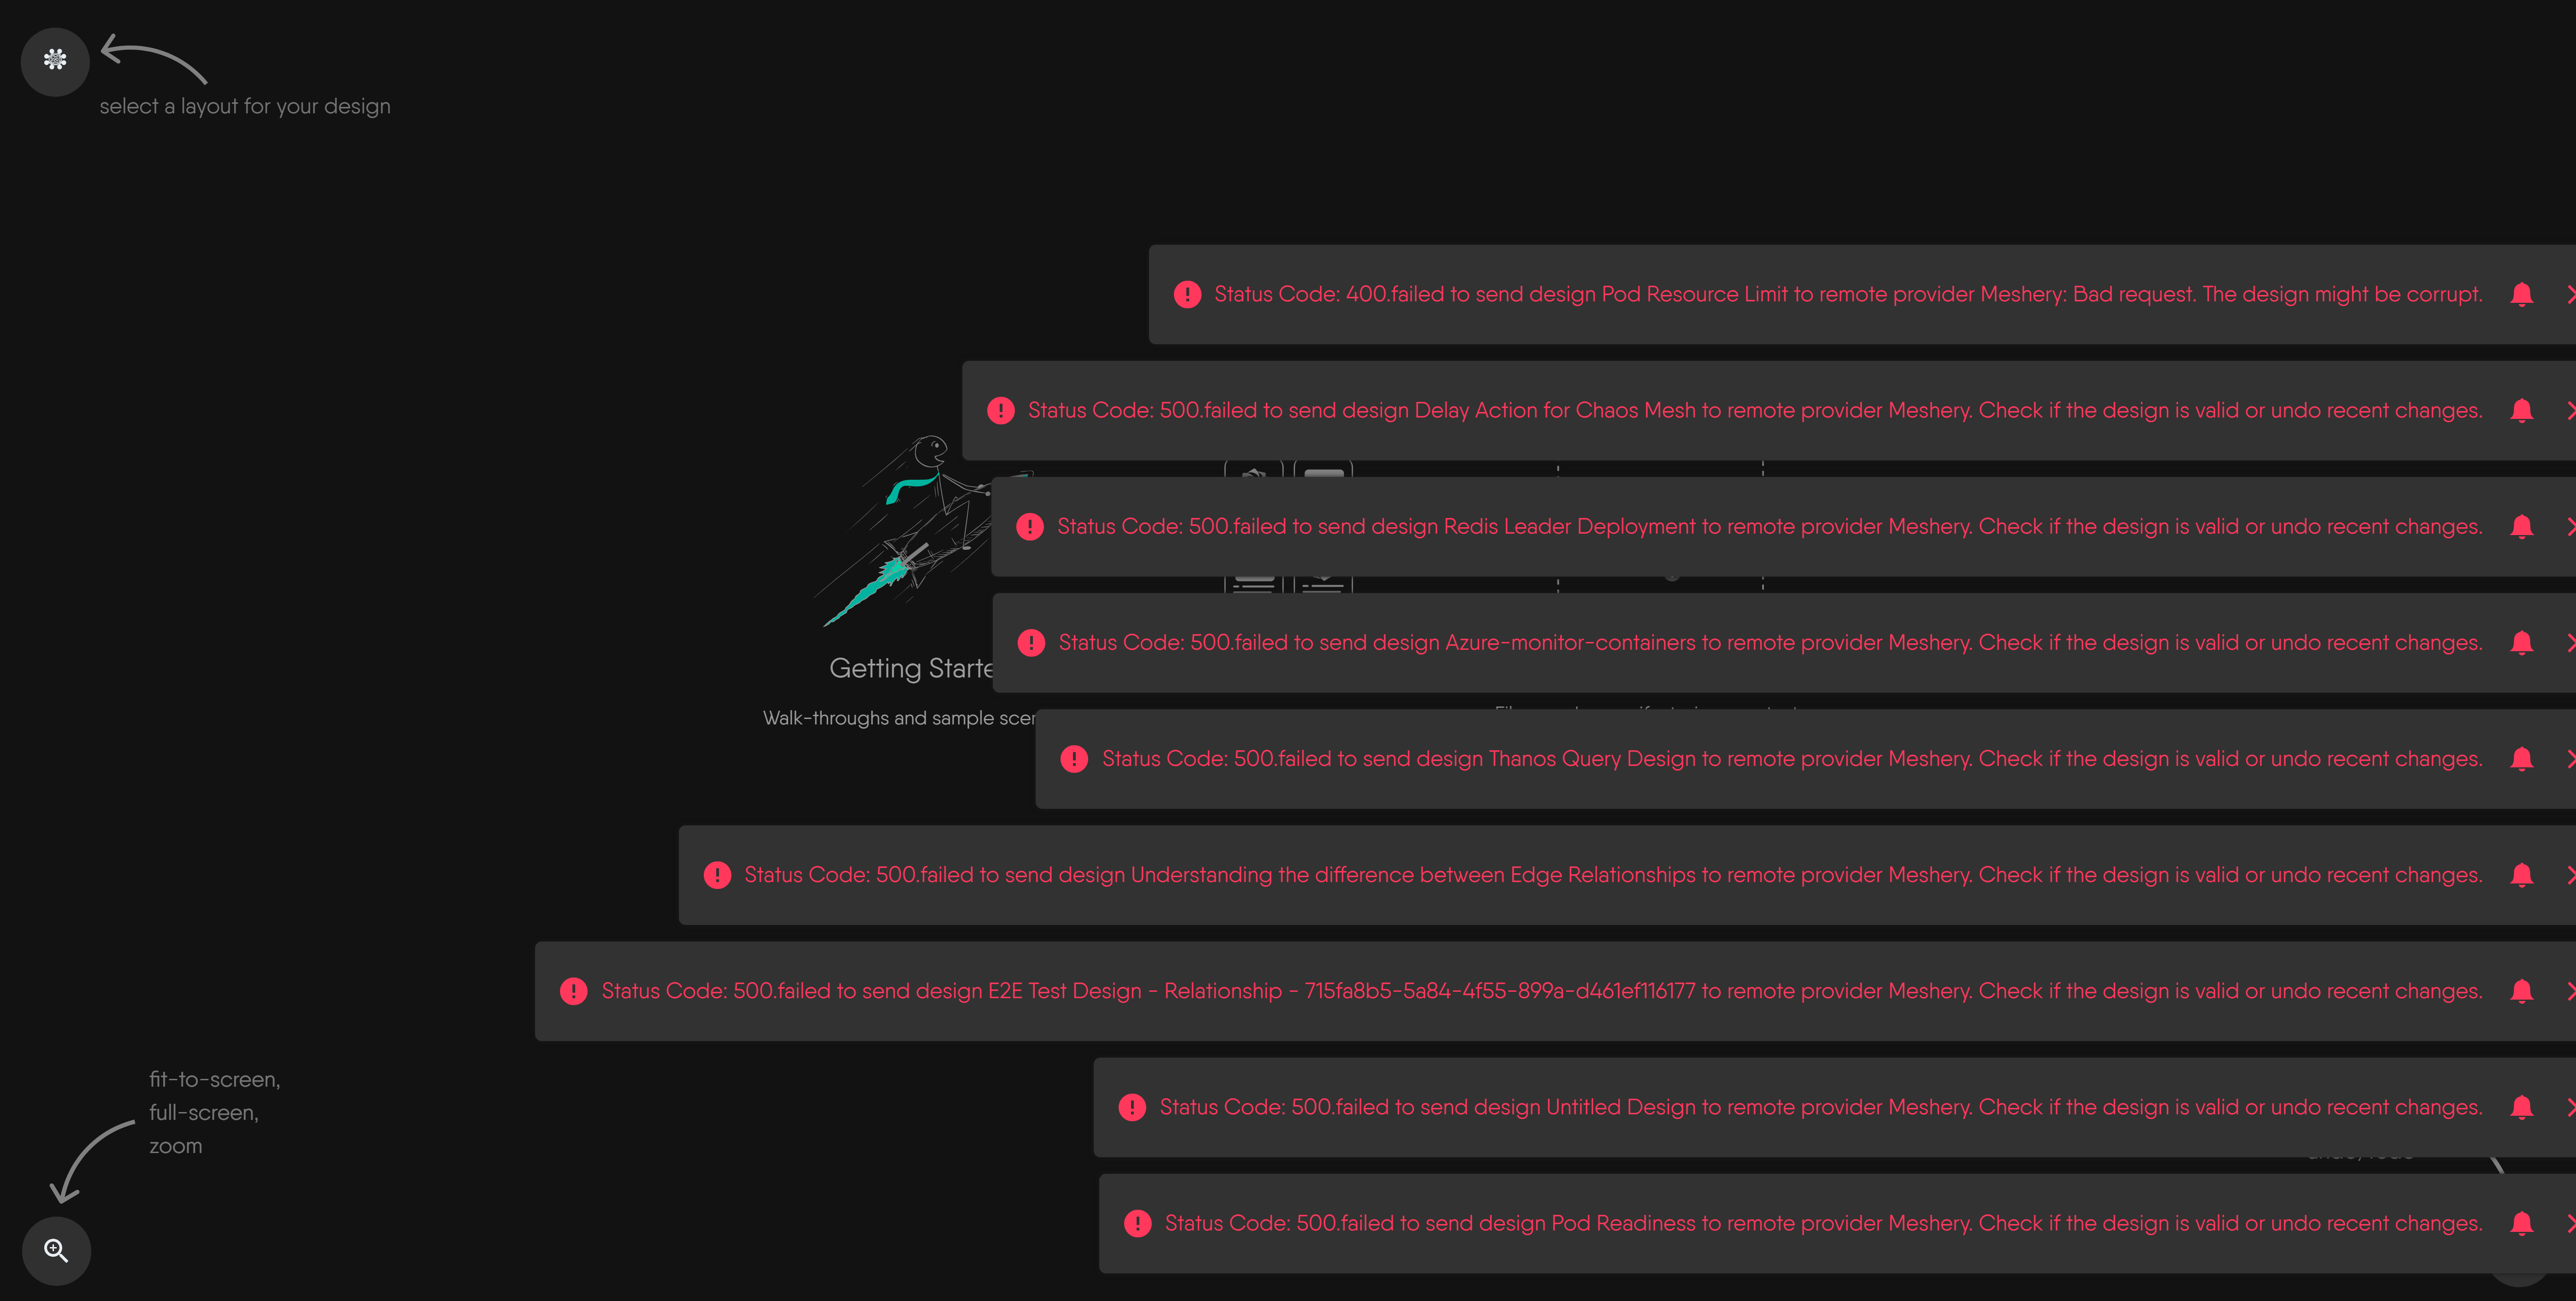 select a layout for your design
Status Code: 400.failed to send design Pod Resource Limit to remote provider Meshery: Bad request. The design might be corrupt.
Status Code: 500.failed to send design Delay Action for Chaos Mesh to remote provider Meshery. Check if the design is valid or undo recent changes.
Status Code: 500.failed to send design Redis Leader Deployment to remote provider Meshery. Check if the design is valid or undo recent changes.
Status Code: 500.failed to send design Azure-monitor-containers to remote provider Meshery. Check if the design is valid or undo recent changes.
Getting Starte
Walk-throughs and sample scen
Status Code: 500.failed to send design Thanos Query Design to remote provider Meshery. Check if the design is valid or undo recent changes.
Status Code: 500.failed to send design Understanding the difference between Edge Relationships to remote provider Meshery. Check if the design is valid or undo recent changes.
Status Code: 500.failed to send design E2E Test Design - Relationship - 715fa8b5-5a84-4f55-899a-d461ef116177 to remote provider Meshery. Check if the design is valid or undo recent changes.
fit-to-screen,
full-screen,
zoom
Status Code: 500.failed to send design Untitled Design to remote provider Meshery. Check if the design is valid or undo recent changes.
Status Code: 500.failed to send design Pod Readiness to remote provider Meshery. Check if the design is valid or undo recent changes.